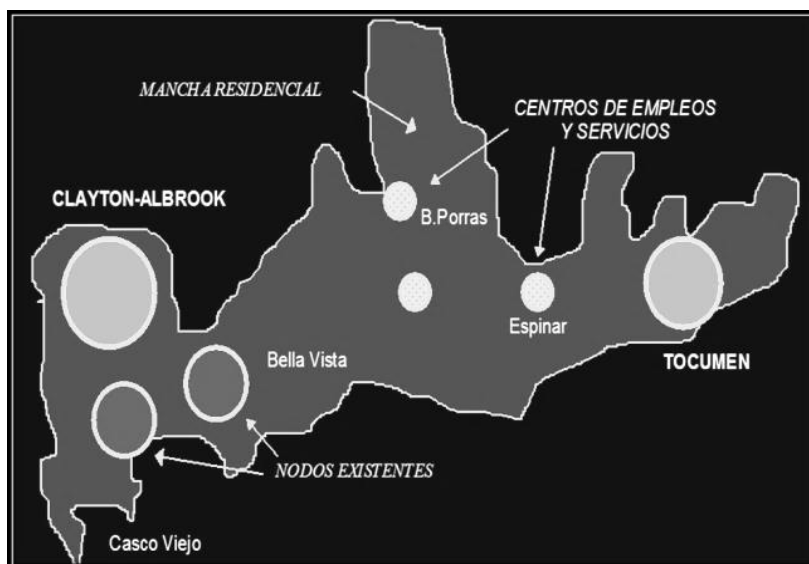 MANCHA RESIDENCIAL
CENTROS DE EMPLEOS
Y SERVICIOS
CLAYTON-ALBROOK
B.Porras
Espinar
Bella Vista
TOCUMEN
NODOS EXISTENTES
Casco Viejo